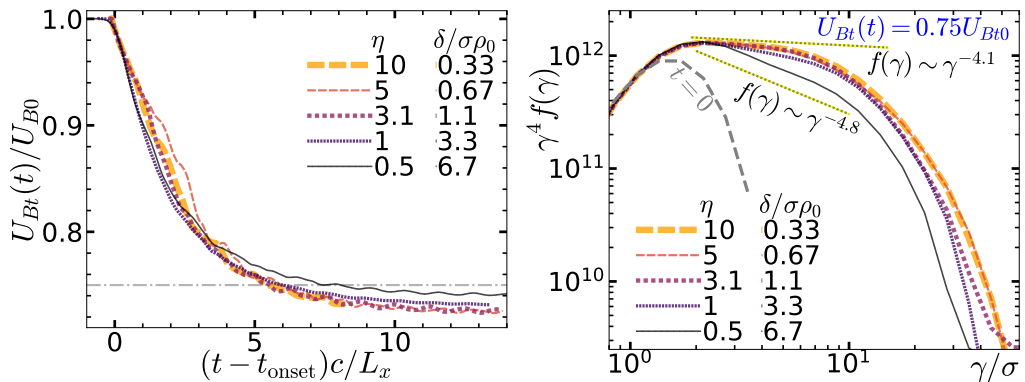 1.0
0.9
0.8
U_{Bt}(t)/U_{B0}
0 5 10
(t − t_{onset})c/L_x
η δ/σρ_0
10 0.33
5 0.67
3.1 1.1
1 3.3
0.5 6.7
U_{Bt}(t) = 0.75U_{Bt0}
f(γ) ∼ γ^{−4.1}
t = 0
f(γ) ∼ γ^{−4.8}
10^{12}
10^{11}
10^{10}
γ^4 f(γ)
η δ/σρ_0
10 0.33
5 0.67
3.1 1.1
1 3.3
0.5 6.7
10^0 10^1
γ/σ